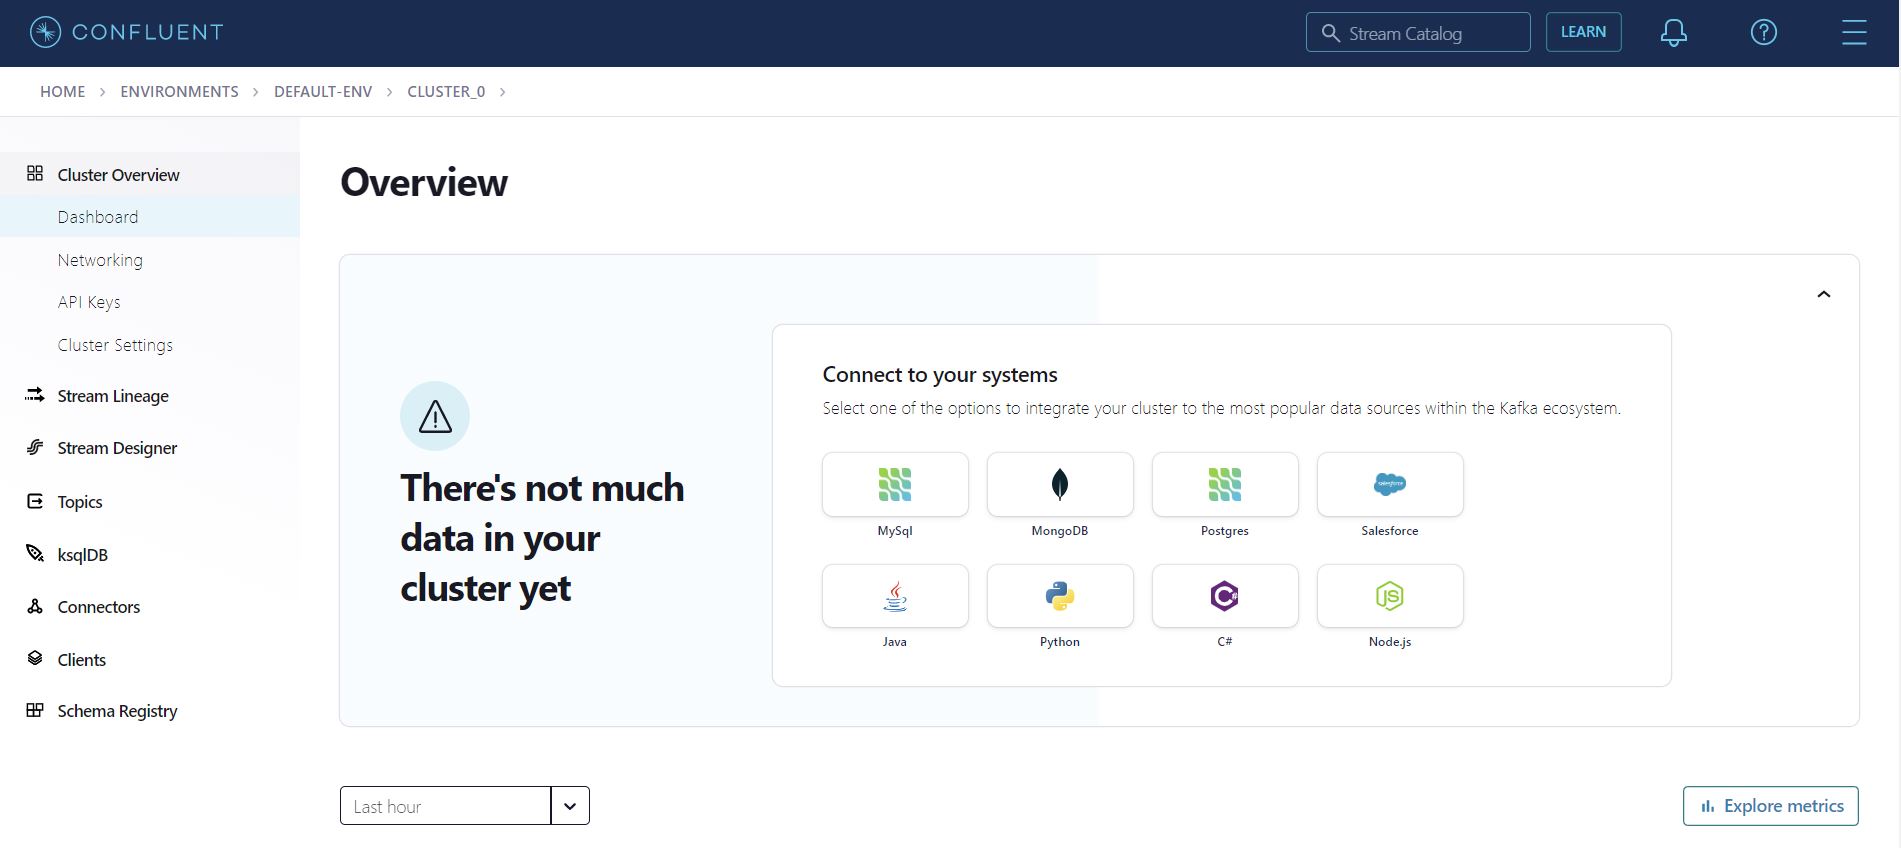 CONFLUENT
Stream Catalog
LEARN
HOME > ENVIRONMENTS > DEFAULT-ENV > CLUSTER_0 >
Cluster Overview
Dashboard
Networking
API Keys
Cluster Settings
Stream Lineage
Stream Designer
Topics
ksqlDB
Connectors
Clients
Schema Registry
Overview
There's not much
data in your
cluster yet
Connect to your systems
Select one of the options to integrate your cluster to the most popular data sources within the Kafka ecosystem.
salesforce
MySql
MongoDB
Postgres
Salesforce
C#
JS
Java
Python
C#
Node.js
Last hour
Explore metrics